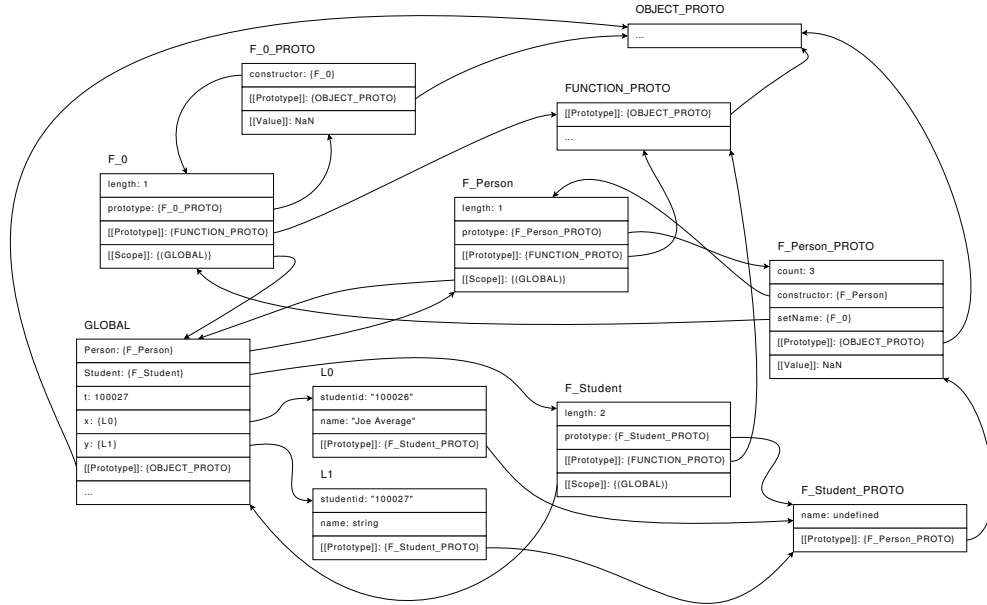 OBJECT_PROTO
...
F_0_PROTO
constructor: {F_0}
[[Prototype]]: {OBJECT_PROTO}
[[Value]]: NaN
FUNCTION_PROTO
[[Prototype]]: {OBJECT_PROTO}
...
F_0
length: 1
prototype: {F_0_PROTO}
[[Prototype]]: {FUNCTION_PROTO}
[[Scope]]: {(GLOBAL)}
F_Person
length: 1
prototype: {F_Person_PROTO}
[[Prototype]]: {FUNCTION_PROTO}
[[Scope]]: {(GLOBAL)}
F_Person_PROTO
count: 3
constructor: {F_Person}
setName: {F_0}
[[Prototype]]: {OBJECT_PROTO}
[[Value]]: NaN
GLOBAL
Person: {F_Person}
Student: {F_Student}
t: 100027
x: {L0}
y: {L1}
[[Prototype]]: {OBJECT_PROTO}
...
L0
studentid: "100026"
name: "Joe Average"
[[Prototype]]: {F_Student_PROTO}
F_Student
length: 2
prototype: {F_Student_PROTO}
[[Prototype]]: {FUNCTION_PROTO}
[[Scope]]: {(GLOBAL)}
L1
studentid: "100027"
name: string
[[Prototype]]: {F_Student_PROTO}
F_Student_PROTO
name: undefined
[[Prototype]]: {F_Person_PROTO}